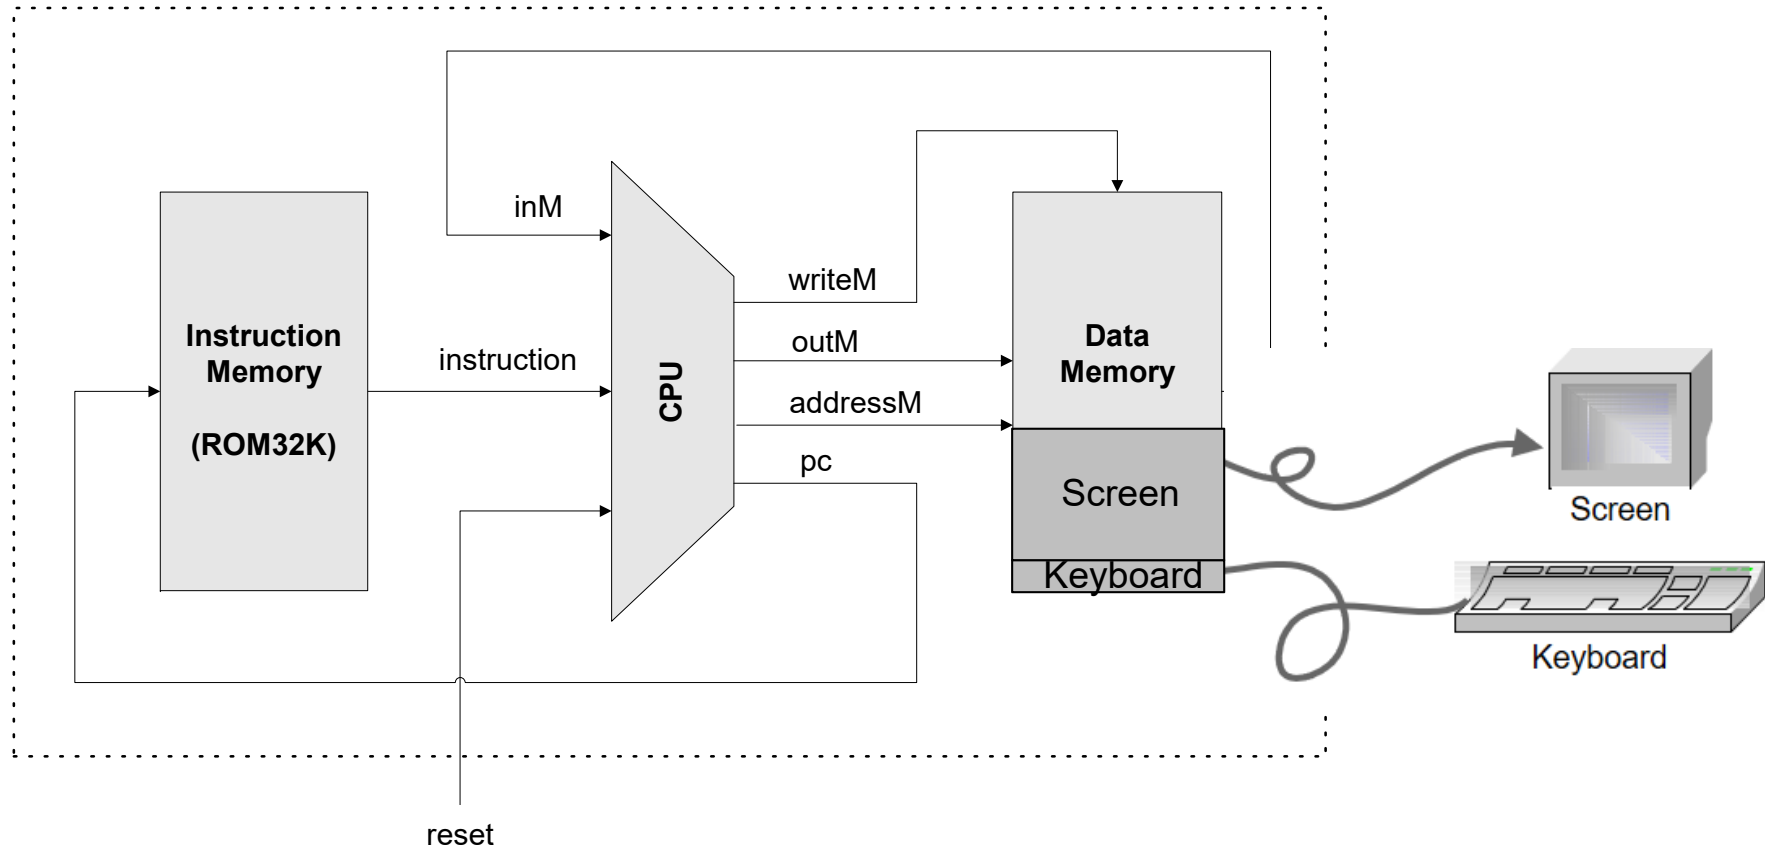 inM
writeM
Instruction
Memory
(ROM32K)
instruction
CPU
outM
addressM
pc
Data
Memory
Screen
Keyboard
Screen
Keyboard
reset